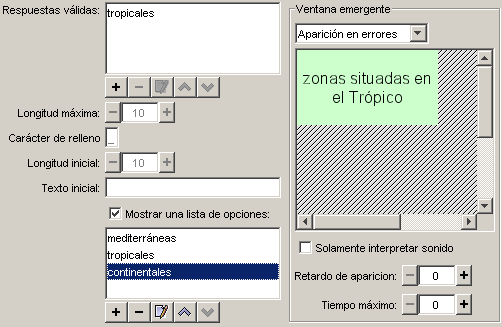 Respuestas válidas:
tropicales
Longitud máxima:
10
Carácter de relleno
_
Longitud inicial:
10
Texto inicial:
Mostrar una lista de opciones:
mediterráneas
tropicales
continentales
Ventana emergente
Aparición en errores
zonas situadas en
el Trópico
Solamente interpretar sonido
Retardo de aparicion:
0
Tiempo máximo:
0